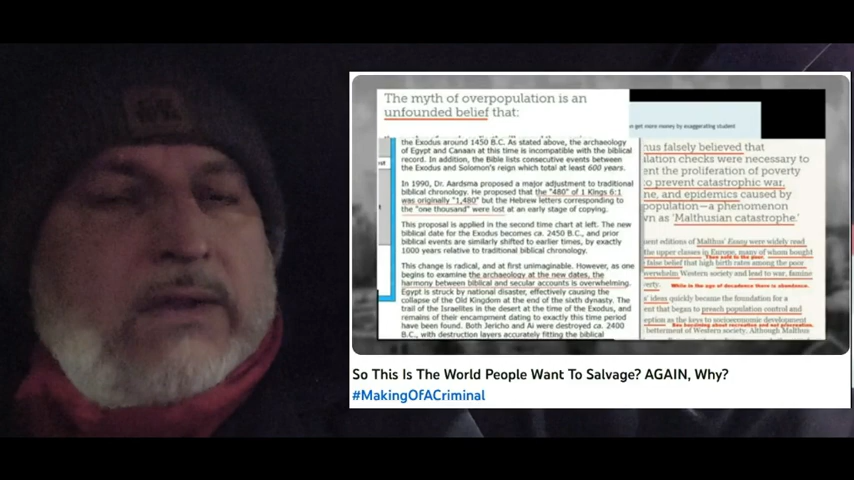 The myth of overpopulation is an
unfounded belief that:
the Exodus around 1450 B.C. As stated above, the archaeology
of Egypt and Canaan at this time is incompatible with the biblical
record. In addition, the Bible lists consecutive events between
the Exodus and Solomon's reign which total at least 600 years.
In 1990, Dr. Aardsma proposed a major adjustment to traditional
biblical chronology. He proposed that the "480" of 1 Kings 6:1
was originally "1,480" but the Hebrew letters corresponding to
the "one thousand" were lost at an early stage of copying.
This proposal is applied in the second time chart at left. The new
biblical date for the Exodus becomes ca. 2450 B.C., and prior
biblical events are similarly shifted to earlier times, by exactly
1000 years relative to traditional biblical chronology.
This change is radical, and at first unimaginable. However, as one
begins to examine the archaeology at the new dates, the
harmony between biblical and secular accounts is overwhelming.
Egypt is struck by national disaster, effectively causing the
collapse of the Old Kingdom at the end of the sixth dynasty. The
trail of the Israelites in the desert at the time of the Exodus, and
remains of their encampment dating to exactly this time period
have been found. Both Jericho and Ai were destroyed ca. 2400
B.C., with destruction layers accurately fitting the biblical
n get more money by exaggerating student
nus falsely believed that
lation checks were necessary to
ent the proliferation of poverty
to prevent catastrophic war,
ne, and epidemics caused by
population—a phenomenon
vn as 'Malthusian catastrophe.'
uent editions of Malthus' Essay were widely read
the upper classes in Europe, many of whom bought
false belief that high birth rates among the poor
overwhelm Western society and lead to war, famine
verty.
While in the age of decadence there is abundance.
s' ideas quickly became the foundation for a
ent that began to preach population control and
eption as the keys to socioeconomic development
betterment of Western society. Although Malthus
So This Is The World People Want To Salvage? AGAIN, Why?
#MakingOfACriminal